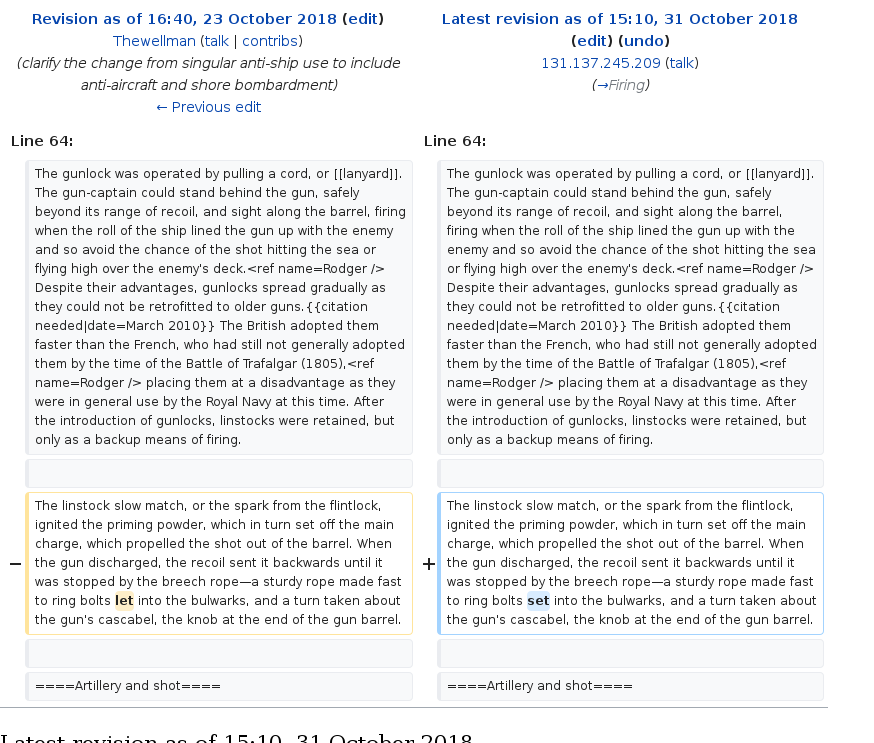 Revision as of 16:40, 23 October 2018 (edit)
Thewellman (talk | contribs)
(clarify the change from singular anti-ship use to include
anti-aircraft and shore bombardment)
← Previous edit
Latest revision as of 15:10, 31 October 2018
(edit) (undo)
131.137.245.209 (talk)
(→Firing)
Line 64:
Line 64:
The gunlock was operated by pulling a cord, or [[lanyard]].
The gun-captain could stand behind the gun, safely
beyond its range of recoil, and sight along the barrel, firing
when the roll of the ship lined the gun up with the enemy
and so avoid the chance of the shot hitting the sea or
flying high over the enemy's deck.<ref name=Rodger />
Despite their advantages, gunlocks spread gradually as
they could not be retrofitted to older guns.{{citation
needed|date=March 2010}} The British adopted them
faster than the French, who had still not generally adopted
them by the time of the Battle of Trafalgar (1805),<ref
name=Rodger /> placing them at a disadvantage as they
were in general use by the Royal Navy at this time. After
the introduction of gunlocks, linstocks were retained, but
only as a backup means of firing.
The gunlock was operated by pulling a cord, or [[lanyard]].
The gun-captain could stand behind the gun, safely
beyond its range of recoil, and sight along the barrel,
firing when the roll of the ship lined the gun up with the
enemy and so avoid the chance of the shot hitting the sea
or flying high over the enemy's deck.<ref name=Rodger />
Despite their advantages, gunlocks spread gradually as
they could not be retrofitted to older guns.{{citation
needed|date=March 2010}} The British adopted them
faster than the French, who had still not generally adopted
them by the time of the Battle of Trafalgar (1805),<ref
name=Rodger /> placing them at a disadvantage as they
were in general use by the Royal Navy at this time. After
the introduction of gunlocks, linstocks were retained, but
only as a backup means of firing.
−
The linstock slow match, or the spark from the flintlock,
ignited the priming powder, which in turn set off the main
charge, which propelled the shot out of the barrel. When
the gun discharged, the recoil sent it backwards until it
was stopped by the breech rope—a sturdy rope made fast
to ring bolts let into the bulwarks, and a turn taken about
the gun's cascabel, the knob at the end of the gun barrel.
+
The linstock slow match, or the spark from the flintlock,
ignited the priming powder, which in turn set off the main
charge, which propelled the shot out of the barrel. When
the gun discharged, the recoil sent it backwards until it
was stopped by the breech rope—a sturdy rope made fast
to ring bolts set into the bulwarks, and a turn taken about
the gun's cascabel, the knob at the end of the gun barrel.
====Artillery and shot====
====Artillery and shot====
Latest revision as of 15:10, 31 October 2018